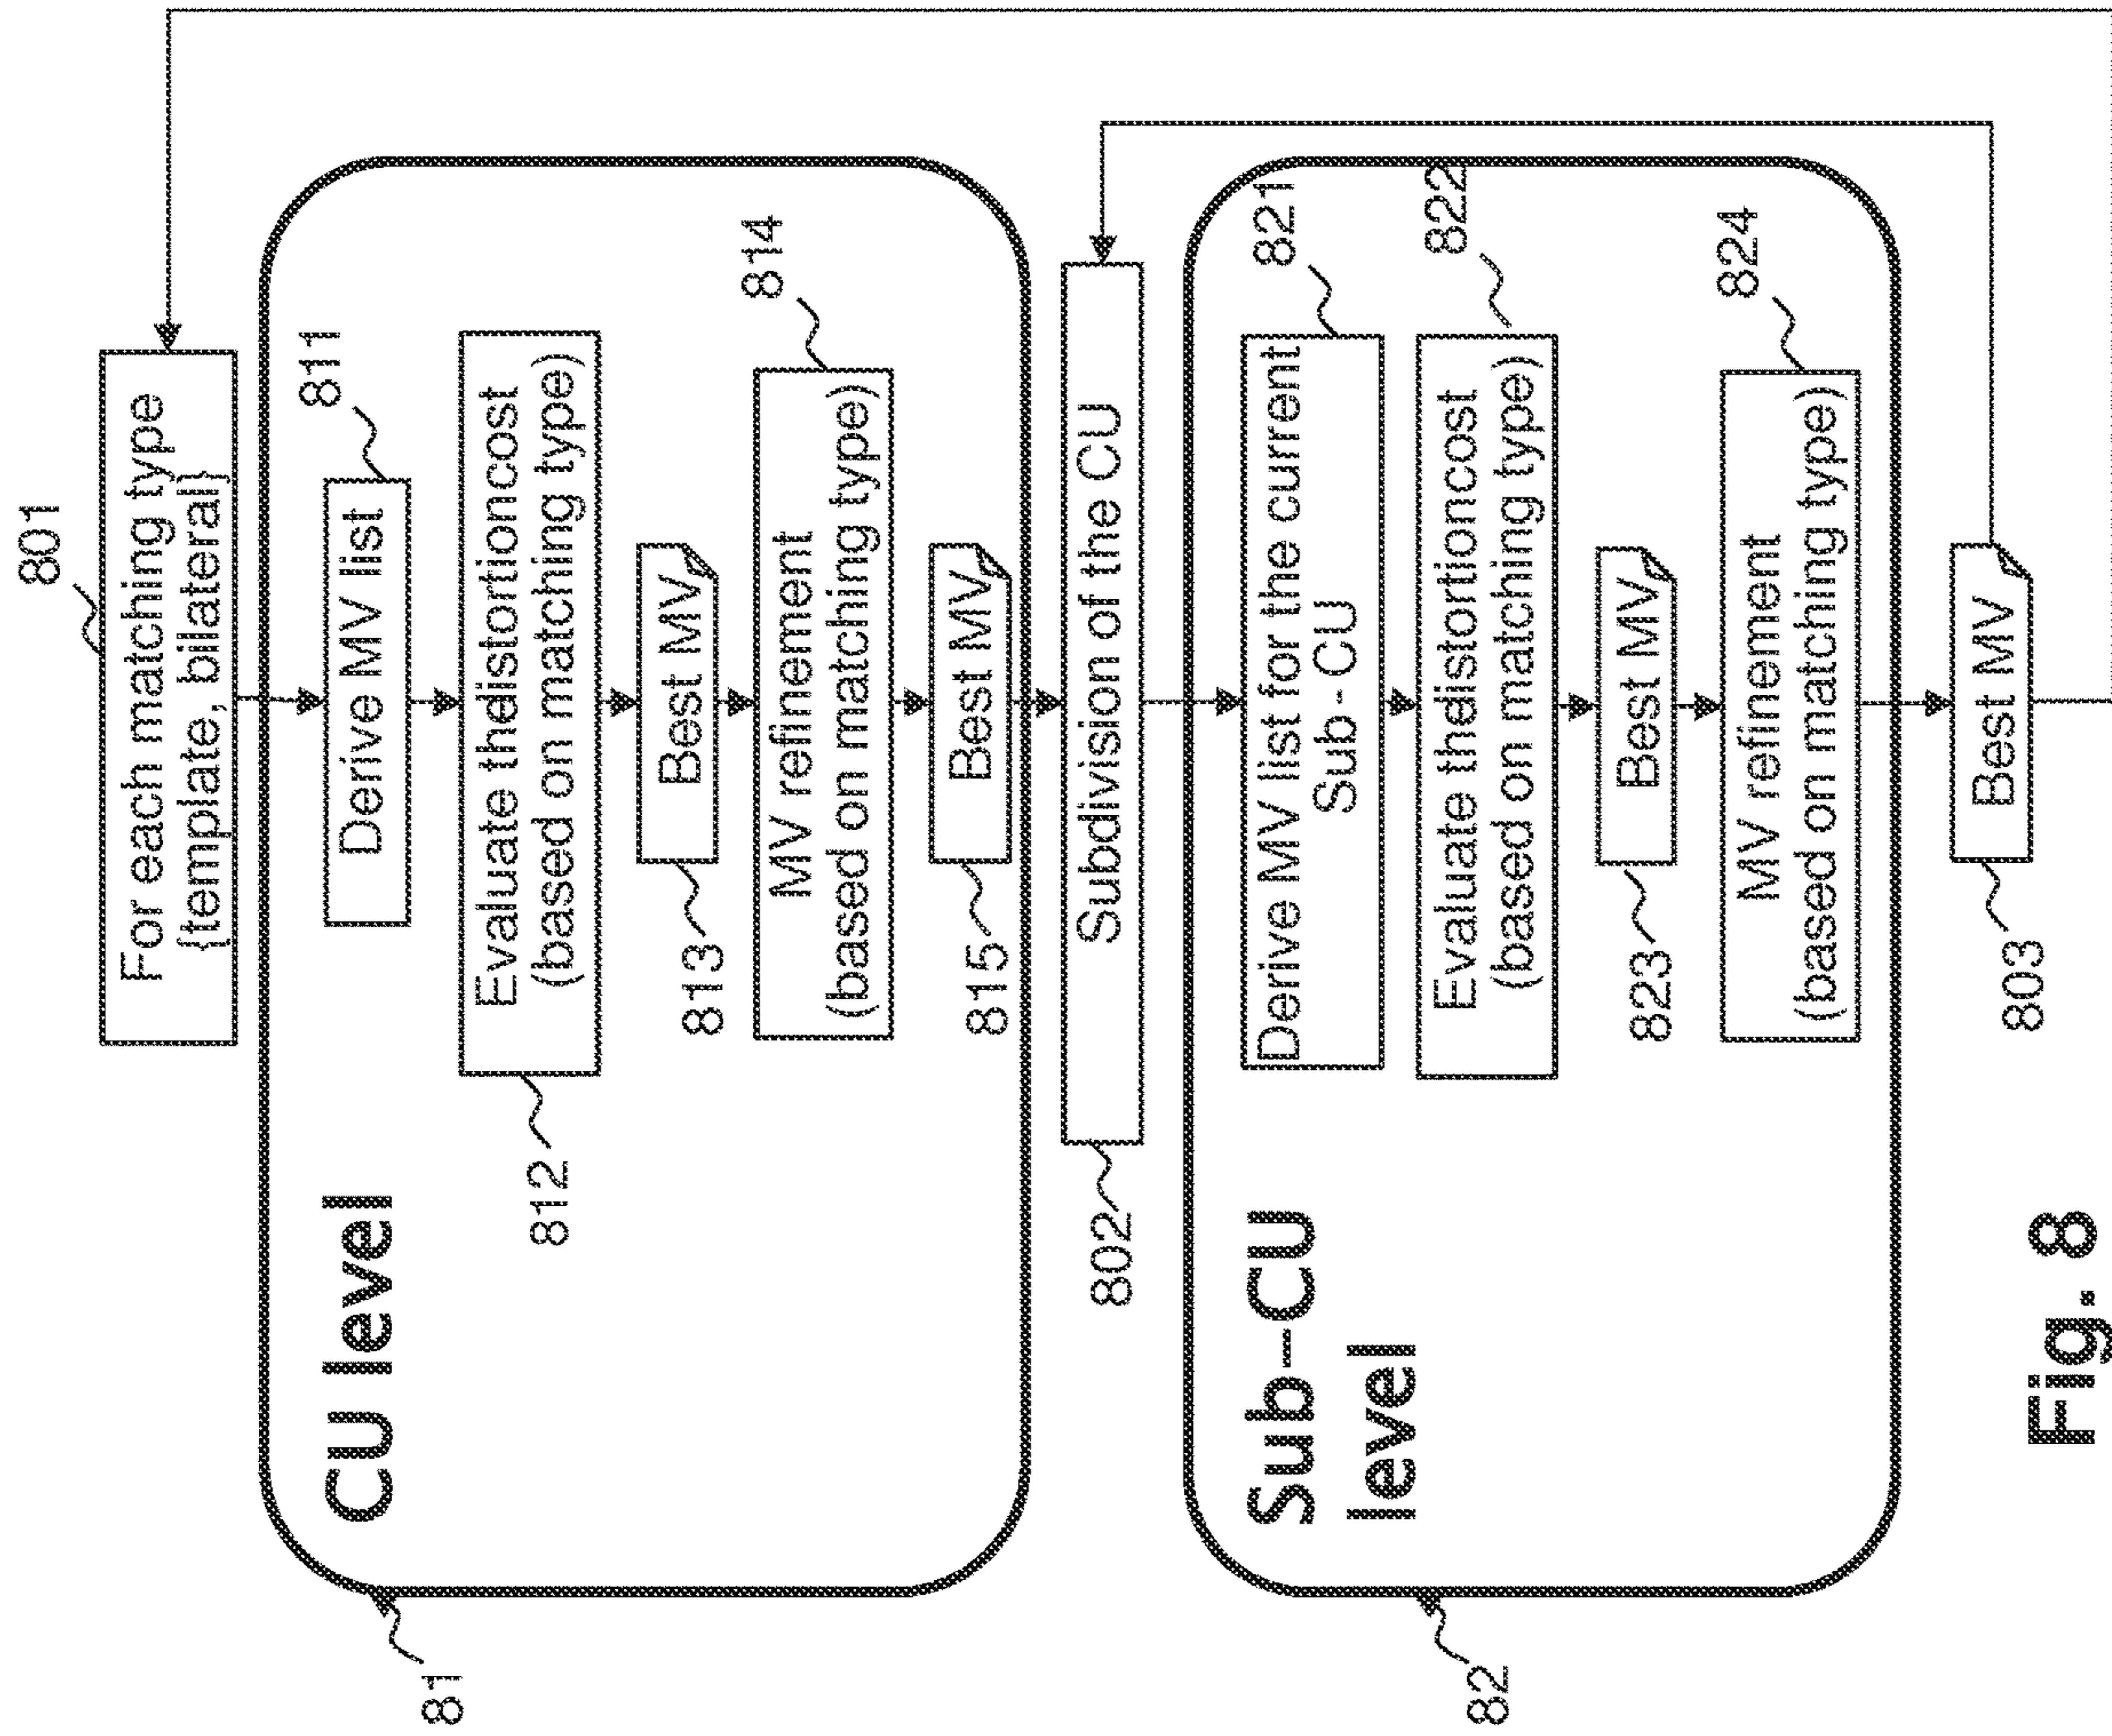 801
For each matching type
{template, bilateral}
CU level
81
Derive MV list
811
Evaluate thedistortioncost
(based on matching type)
812
Best MV
813
MV refinement
(based on matching type)
814
Best MV
815
Subdivision of the CU
802
Sub-CU
level
82
Derive MV list for the current
Sub-CU
821
Evaluate thedistortioncost
(based on matching type)
822
Best MV
823
MV refinement
(based on matching type)
824
Best MV
803
Fig. 8